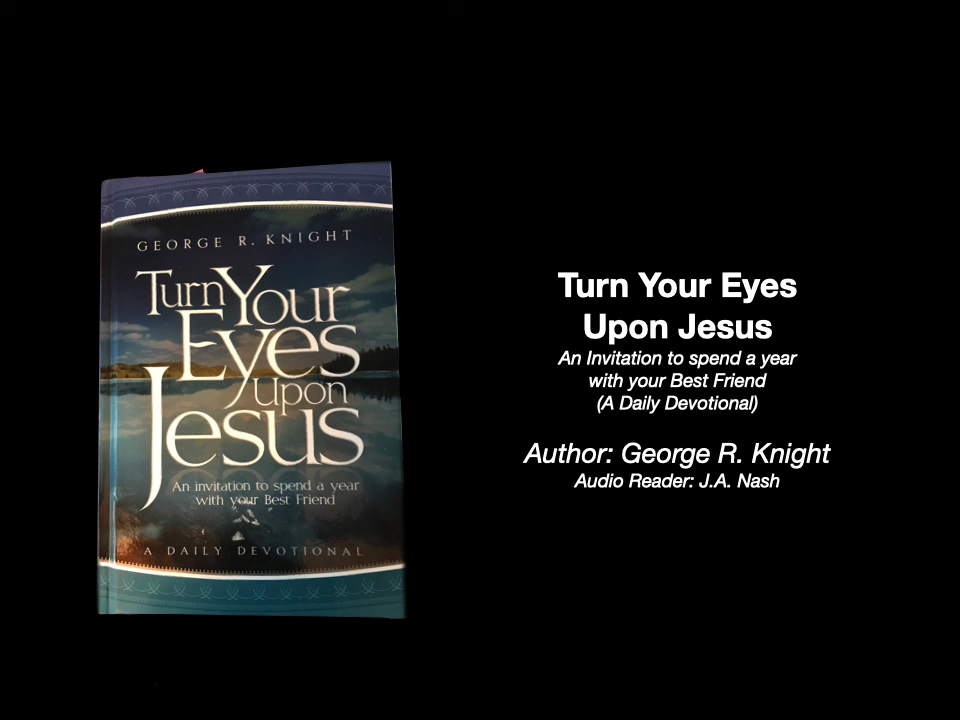 GEORGE R. KNIGHT
Turn Your
Eyes
Upon
Jesus
An invitation to spend a year
with your Best Friend
A DAILY DEVOTIONAL
Turn Your Eyes
Upon Jesus
An Invitation to spend a year
with your Best Friend
(A Daily Devotional)
Author: George R. Knight
Audio Reader: J.A. Nash